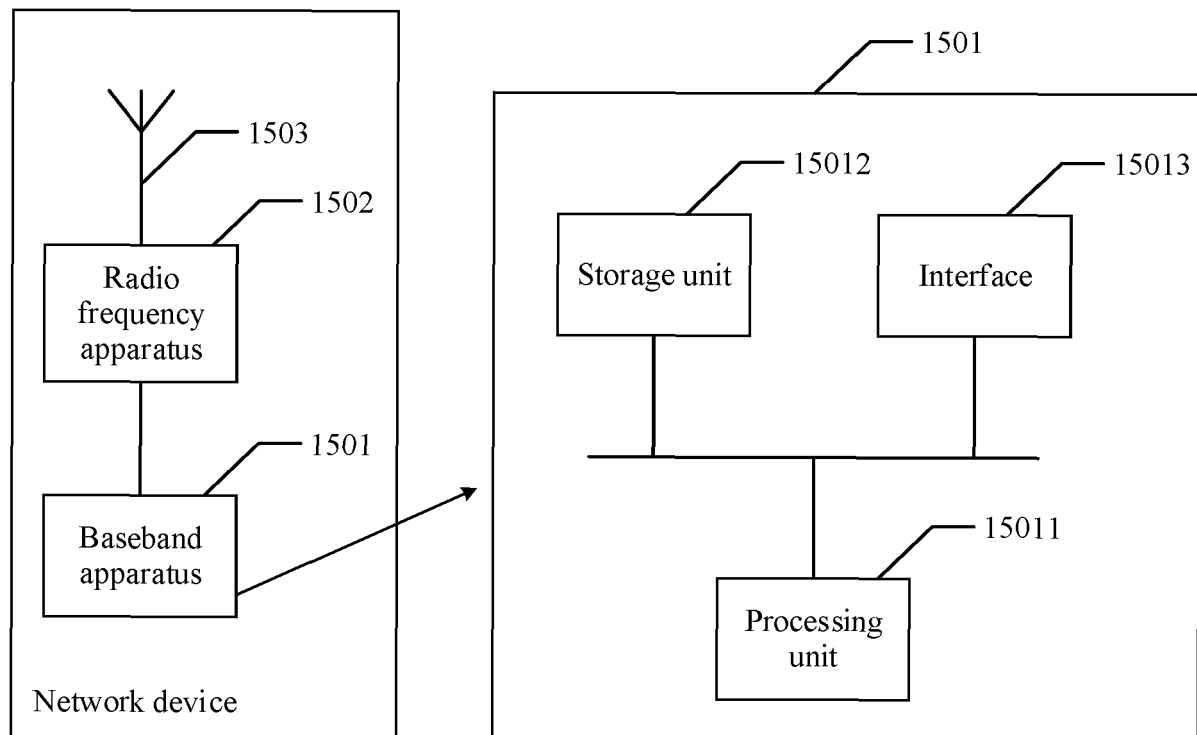 1503
1502
Radio
frequency
apparatus
1501
Baseband
apparatus
Network device
1501
15012
15013
Storage unit
Interface
15011
Processing
unit